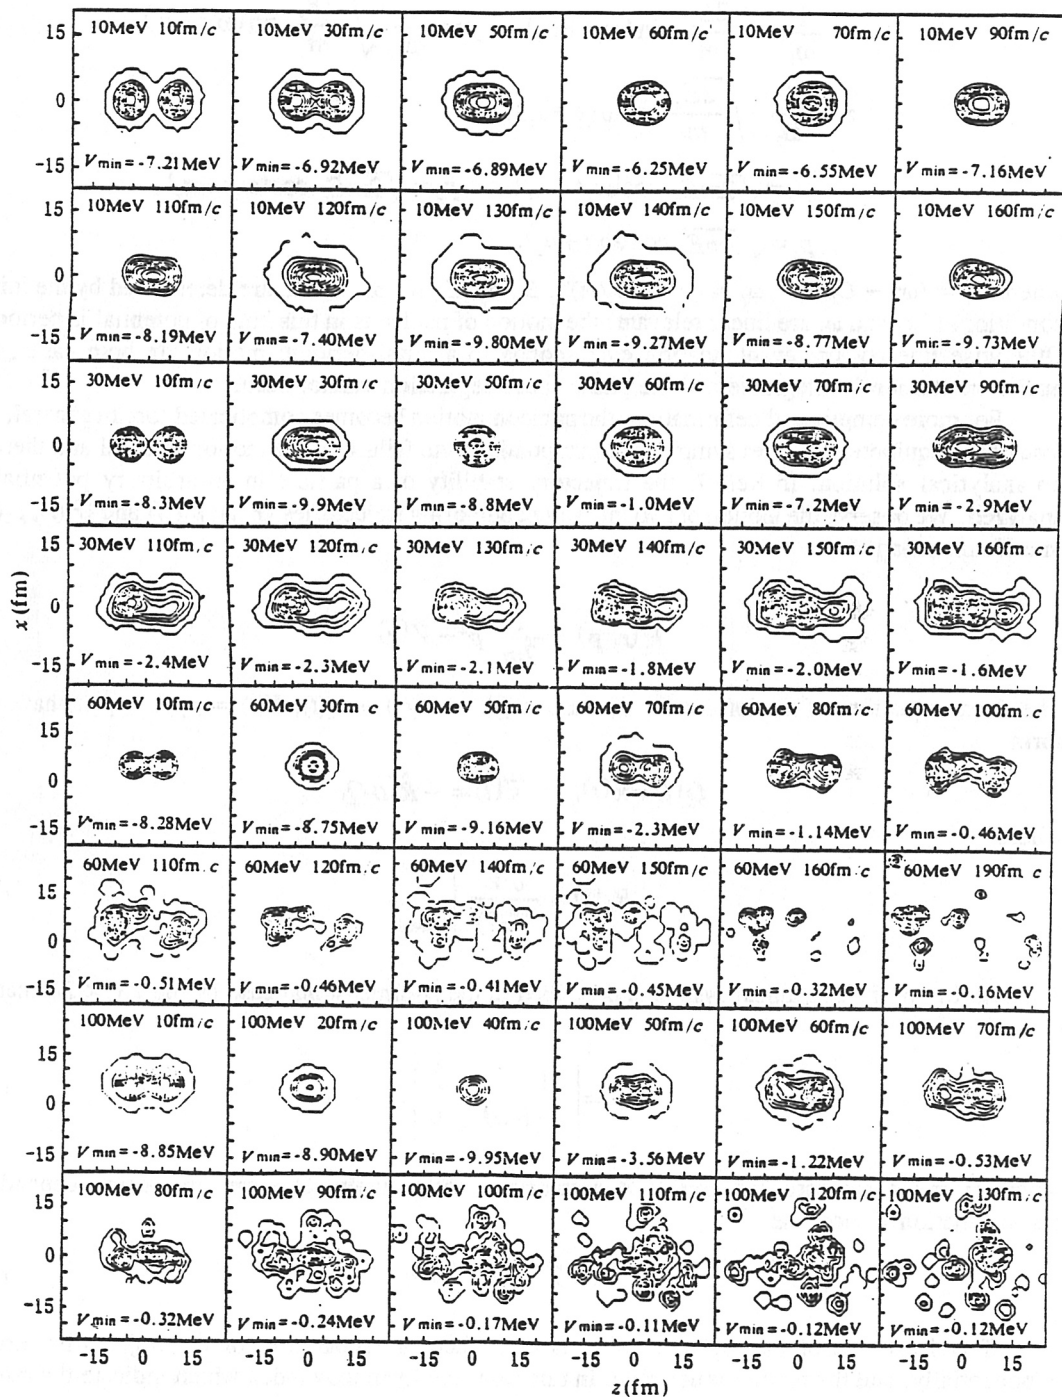 15 10MeV 10fm/c 10MeV 30fm/c 10MeV 50fm/c 10MeV 60fm/c 10MeV 70fm/c 10MeV 90fm/c
0
-15 Vmin=-7.21MeV Vmin=-6.92MeV Vmin=-6.89MeV Vmin=-6.25MeV Vmin=-6.55MeV Vmin=-7.16MeV
15 10MeV 110fm/c 10MeV 120fm/c 10MeV 130fm/c 10MeV 140fm/c 10MeV 150fm/c 10MeV 160fm/c
0
-15 Vmin=-8.19MeV Vmin=-7.40MeV Vmin=-9.80MeV Vmin=-9.27MeV Vmin=-8.77MeV Vmin=-9.73MeV
15 30MeV 10fm/c 30MeV 30fm/c 30MeV 50fm/c 30MeV 60fm/c 30MeV 70fm/c 30MeV 90fm/c
0
-15 Vmin=-8.3MeV Vmin=-9.9MeV Vmin=-8.8MeV Vmin=-1.0MeV Vmin=-7.2MeV Vmin=-2.9MeV
15 30MeV 110fm/c 30MeV 120fm/c 30MeV 130fm/c 30MeV 140fm/c 30MeV 150fm/c 30MeV 160fm/c
x(fm)
0
-15 Vmin=-2.4MeV Vmin=-2.3MeV Vmin=-2.1MeV Vmin=-1.8MeV Vmin=-2.0MeV Vmin=-1.6MeV
60MeV 10fm/c 60MeV 30fm c 60MeV 50fm/c 60MeV 70fm/c 60MeV 80fm/c 60MeV 100fm/c
15
0
-15 Vmin=-8.28MeV Vmin=-8.75MeV Vmin=-9.16MeV Vmin=-2.3MeV Vmin=-1.14MeV Vmin=-0.46MeV
60MeV 110fm/c 60MeV 120fm/c 60MeV 140fm/c 60MeV 150fm/c 60MeV 160fm/c 60MeV 190fm c
15
0
-15 Vmin=-0.51MeV Vmin=-0.46MeV Vmin=-0.41MeV Vmin=-0.45MeV Vmin=-0.32MeV Vmin=-0.16MeV
100MeV 10fm/c 100MeV 20fm/c 100MeV 40fm/c 100MeV 50fm/c 100MeV 60fm/c 100MeV 70fm/c
15
0
-15 Vmin=-8.85MeV Vmin=-8.90MeV Vmin=-9.95MeV Vmin=-3.56MeV Vmin=-1.22MeV Vmin=-0.53MeV
100MeV 80fm/c 100MeV 90fm/c 100MeV 100fm/c 100MeV 110fm/c 100MeV 120fm/c 100MeV 130fm/c
15
0
-15 Vmin=-0.32MeV Vmin=-0.24MeV Vmin=-0.17MeV Vmin=-0.11MeV Vmin=-0.12MeV Vmin=-0.12MeV
-15 0 15 -15 0 15 -15 0 15 -15 0 15 -15 0 15 -15 0 15
z(fm)